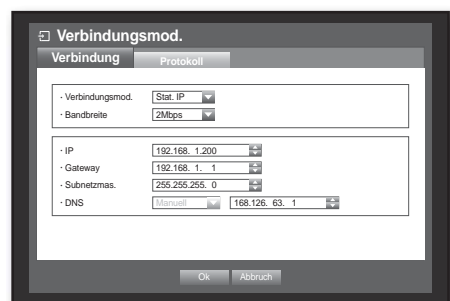 Verbindungsmod.
Verbindung Protokoll
· Verbindungsmod. Stat. IP
· Bandbreite 2Mbps
· IP 192.168. 1.200
· Gateway 192.168. 1. 1
· Subnetzmas. 255.255.255. 0
· DNS Manuell 168.126. 63. 1
Ok Abbruch